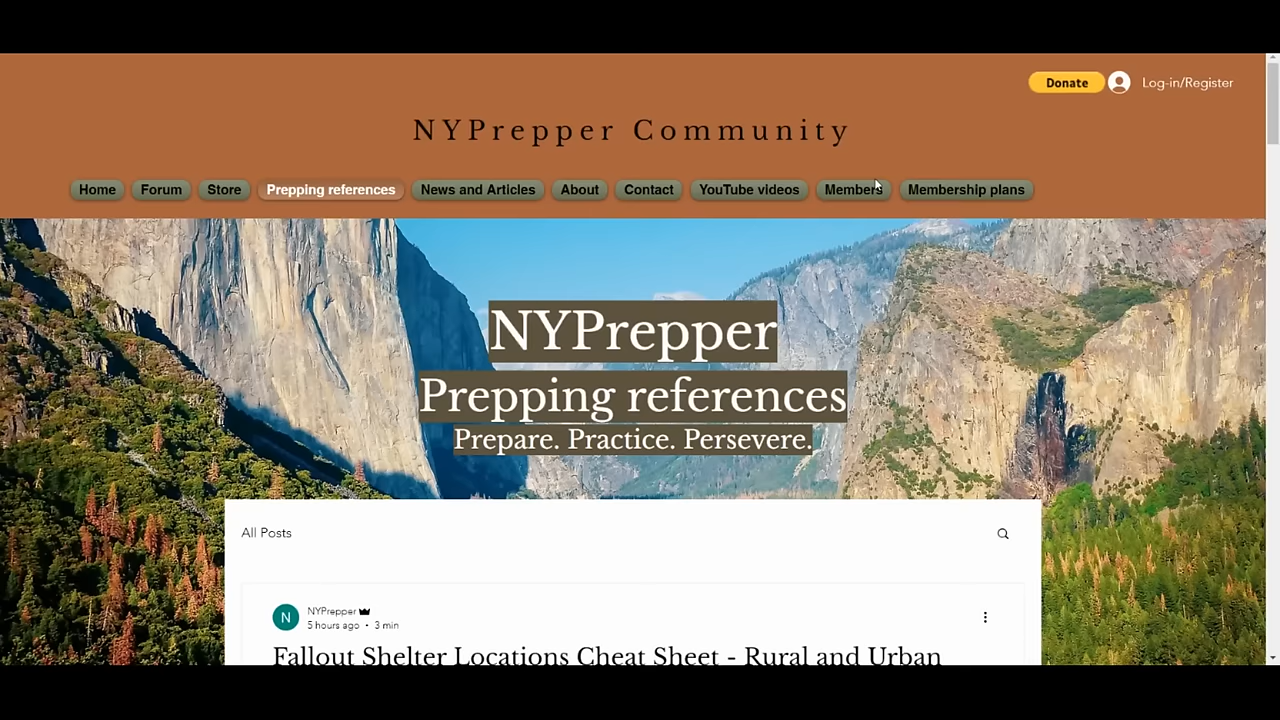 Donate
Log-in/Register
NYPrepper Community
Home Forum Store Prepping references News and Articles About Contact YouTube videos Members Membership plans
NYPrepper
Prepping references
Prepare. Practice. Persevere.
All Posts
N
NYPrepper
5 hours ago • 3 min
Fallout Shelter Locations Cheat Sheet - Rural and Urban